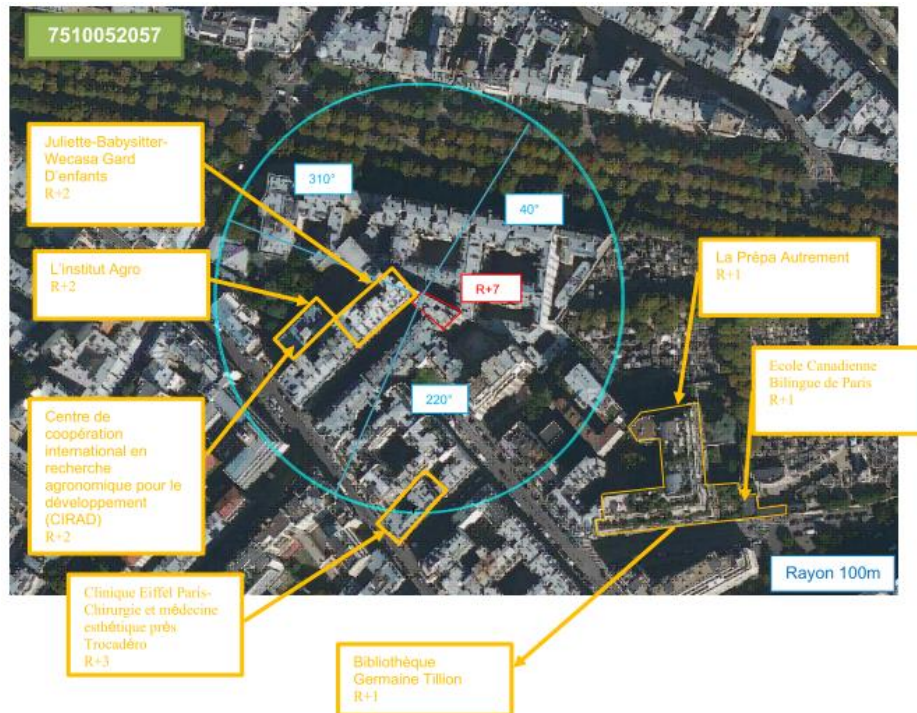 7510052057
Juliette-Babysitter-
Wecasa Gard
D'enfants
R+2
310°
40°
L'institut Agro
R+2
R+7
La Prépa Autrement
R+1
Ecole Canadienne
Bilingue de Paris
R+1
220°
Centre de
coopération
international en
recherche
agronomique pour le
développement
(CIRAD)
R+2
Rayon 100m
Clinique Eiffel Paris-
Chirurgie et médecine
esthétique près
Trocadéro
R+3
Bibliothèque
Germaine Tillion
R+1